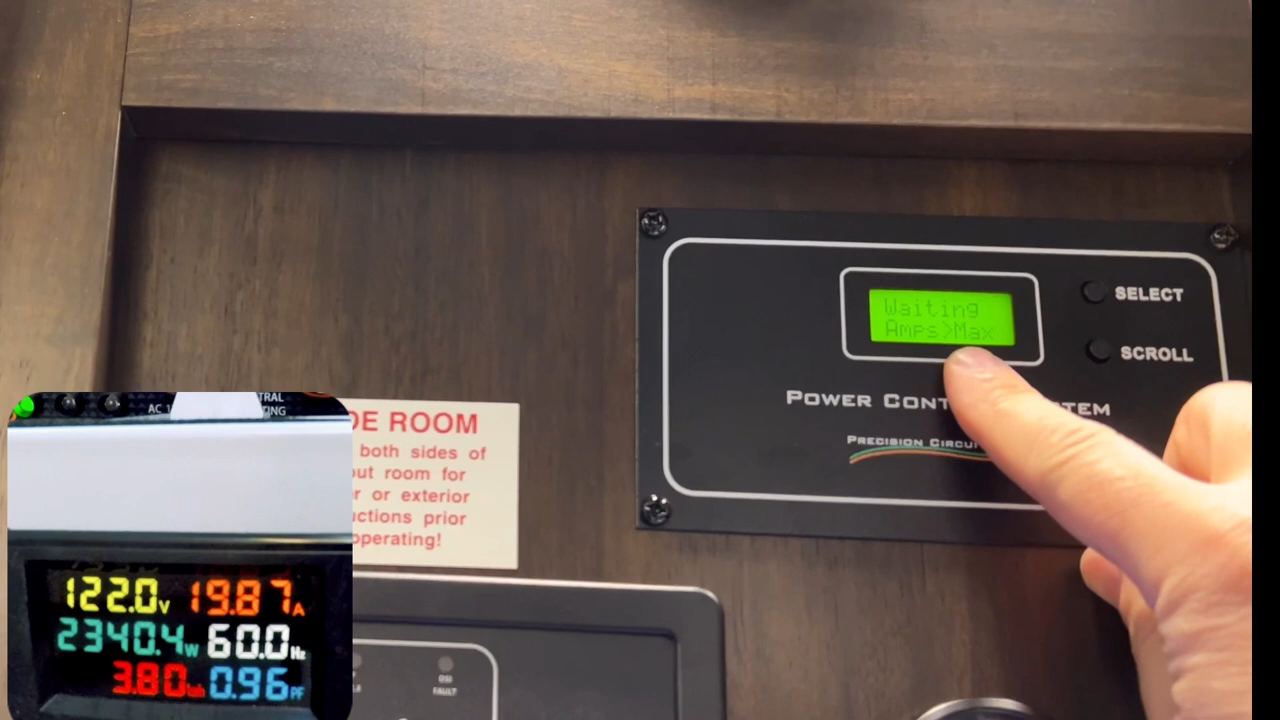 Waiting
Amps>Max
SELECT
SCROLL
POWER CONT
TEM
PRECISION CIRCUI
DE ROOM
both sides of
out room for
r or exterior
uctions prior
operating!
TRAL
AC
TING
122.0V 19.87A
2340.4W 60.0Hz
3.80 0.96PF
FAULT